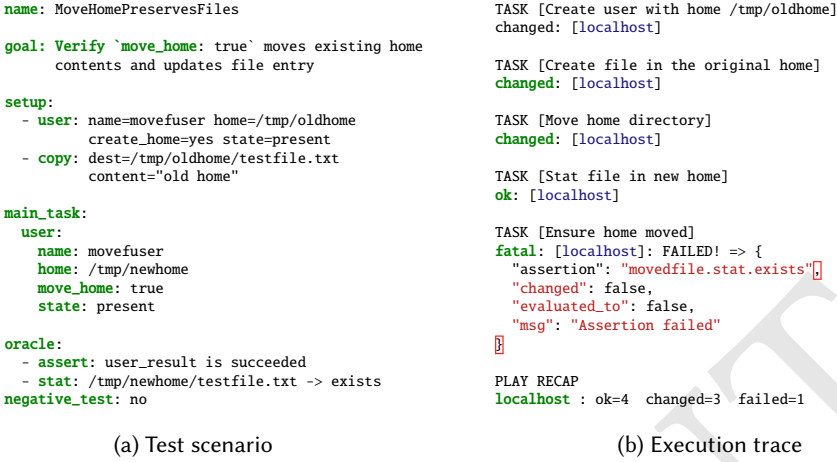 name: MoveHomePreservesFiles
goal: Verify `move_home: true` moves existing home
contents and updates file entry
setup:
- user: name=movefuser home=/tmp/oldhome
create_home=yes state=present
- copy: dest=/tmp/oldhome/testfile.txt
content="old home"
main_task:
user:
name: movefuser
home: /tmp/newhome
move_home: true
state: present
oracle:
- assert: user_result is succeeded
- stat: /tmp/newhome/testfile.txt -> exists
negative_test: no
(a) Test scenario
TASK [Create user with home /tmp/oldhome]
changed: [localhost]
TASK [Create file in the original home]
changed: [localhost]
TASK [Move home directory]
changed: [localhost]
TASK [Stat file in new home]
ok: [localhost]
TASK [Ensure home moved]
fatal: [localhost]: FAILED! => {
"assertion": "movedfile.stat.exists",
"changed": false,
"evaluated_to": false,
"msg": "Assertion failed"
}
PLAY RECAP
localhost : ok=4 changed=3 failed=1
(b) Execution trace